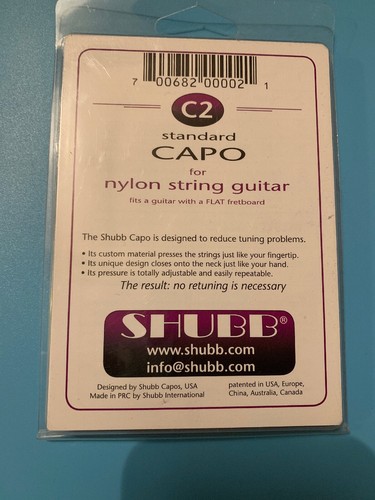 7 00682 00002 1
C2
standard
CAPO
for
nylon string guitar
fits a guitar with a FLAT fretboard
The Shubb Capo is designed to reduce tuning problems.
• Its custom material presses the strings just like your fingertip.
• Its unique design closes onto the neck just like your hand.
• Its pressure is totally adjustable and easily repeatable.
The result: no retuning is necessary
SHUBB®
www.shubb.com
info@shubb.com
Designed by Shubb Capos, USA
Made in PRC by Shubb International
patented in USA, Europe,
China, Australia, Canada